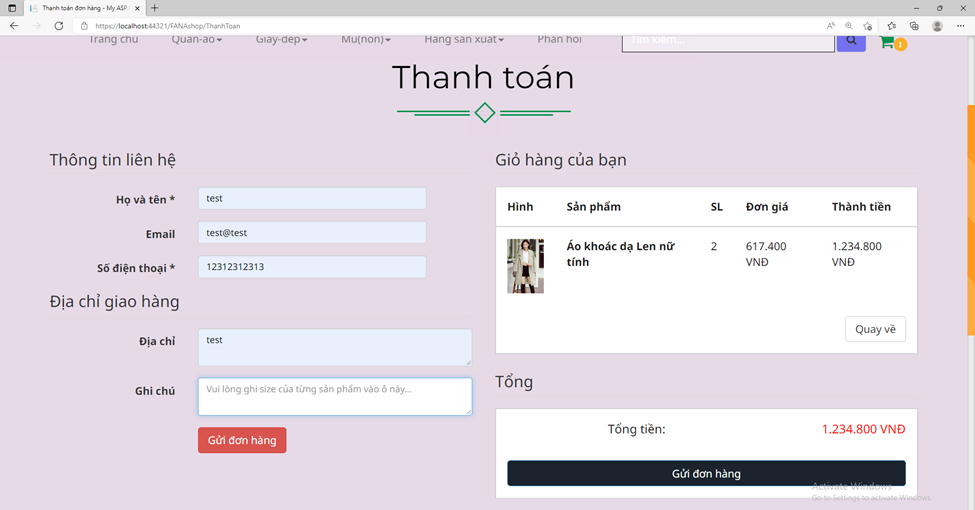 Thanh toán đơn hàng - My ASP.
https://localhost:44321/FANAshop/ThanhToan
Trang chủ Quần-áo Giày-dép Mũ(nón) Hãng sản xuất Phản hồi Tìm kiếm... 1
Thanh toán
Thông tin liên hệ
Họ và tên * test
Email test@test
Số điện thoại * 12312312313
Địa chỉ giao hàng
Địa chỉ test
Ghi chú Vui lòng ghi size của từng sản phẩm vào ô này...
Gửi đơn hàng
Giỏ hàng của bạn
Hình Sản phẩm SL Đơn giá Thành tiền
Áo khoác dạ Len nữ 2 617.400 1.234.800
tính VNĐ VNĐ
Quay về
Tổng
Tổng tiền: 1.234.800 VNĐ
Gửi đơn hàng
Activate Windows
Go to Settings to activate Windows.